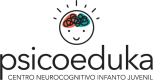 psicoeduka
CENTRO NEUROCOGNITIVO INFANTO JUVENIL